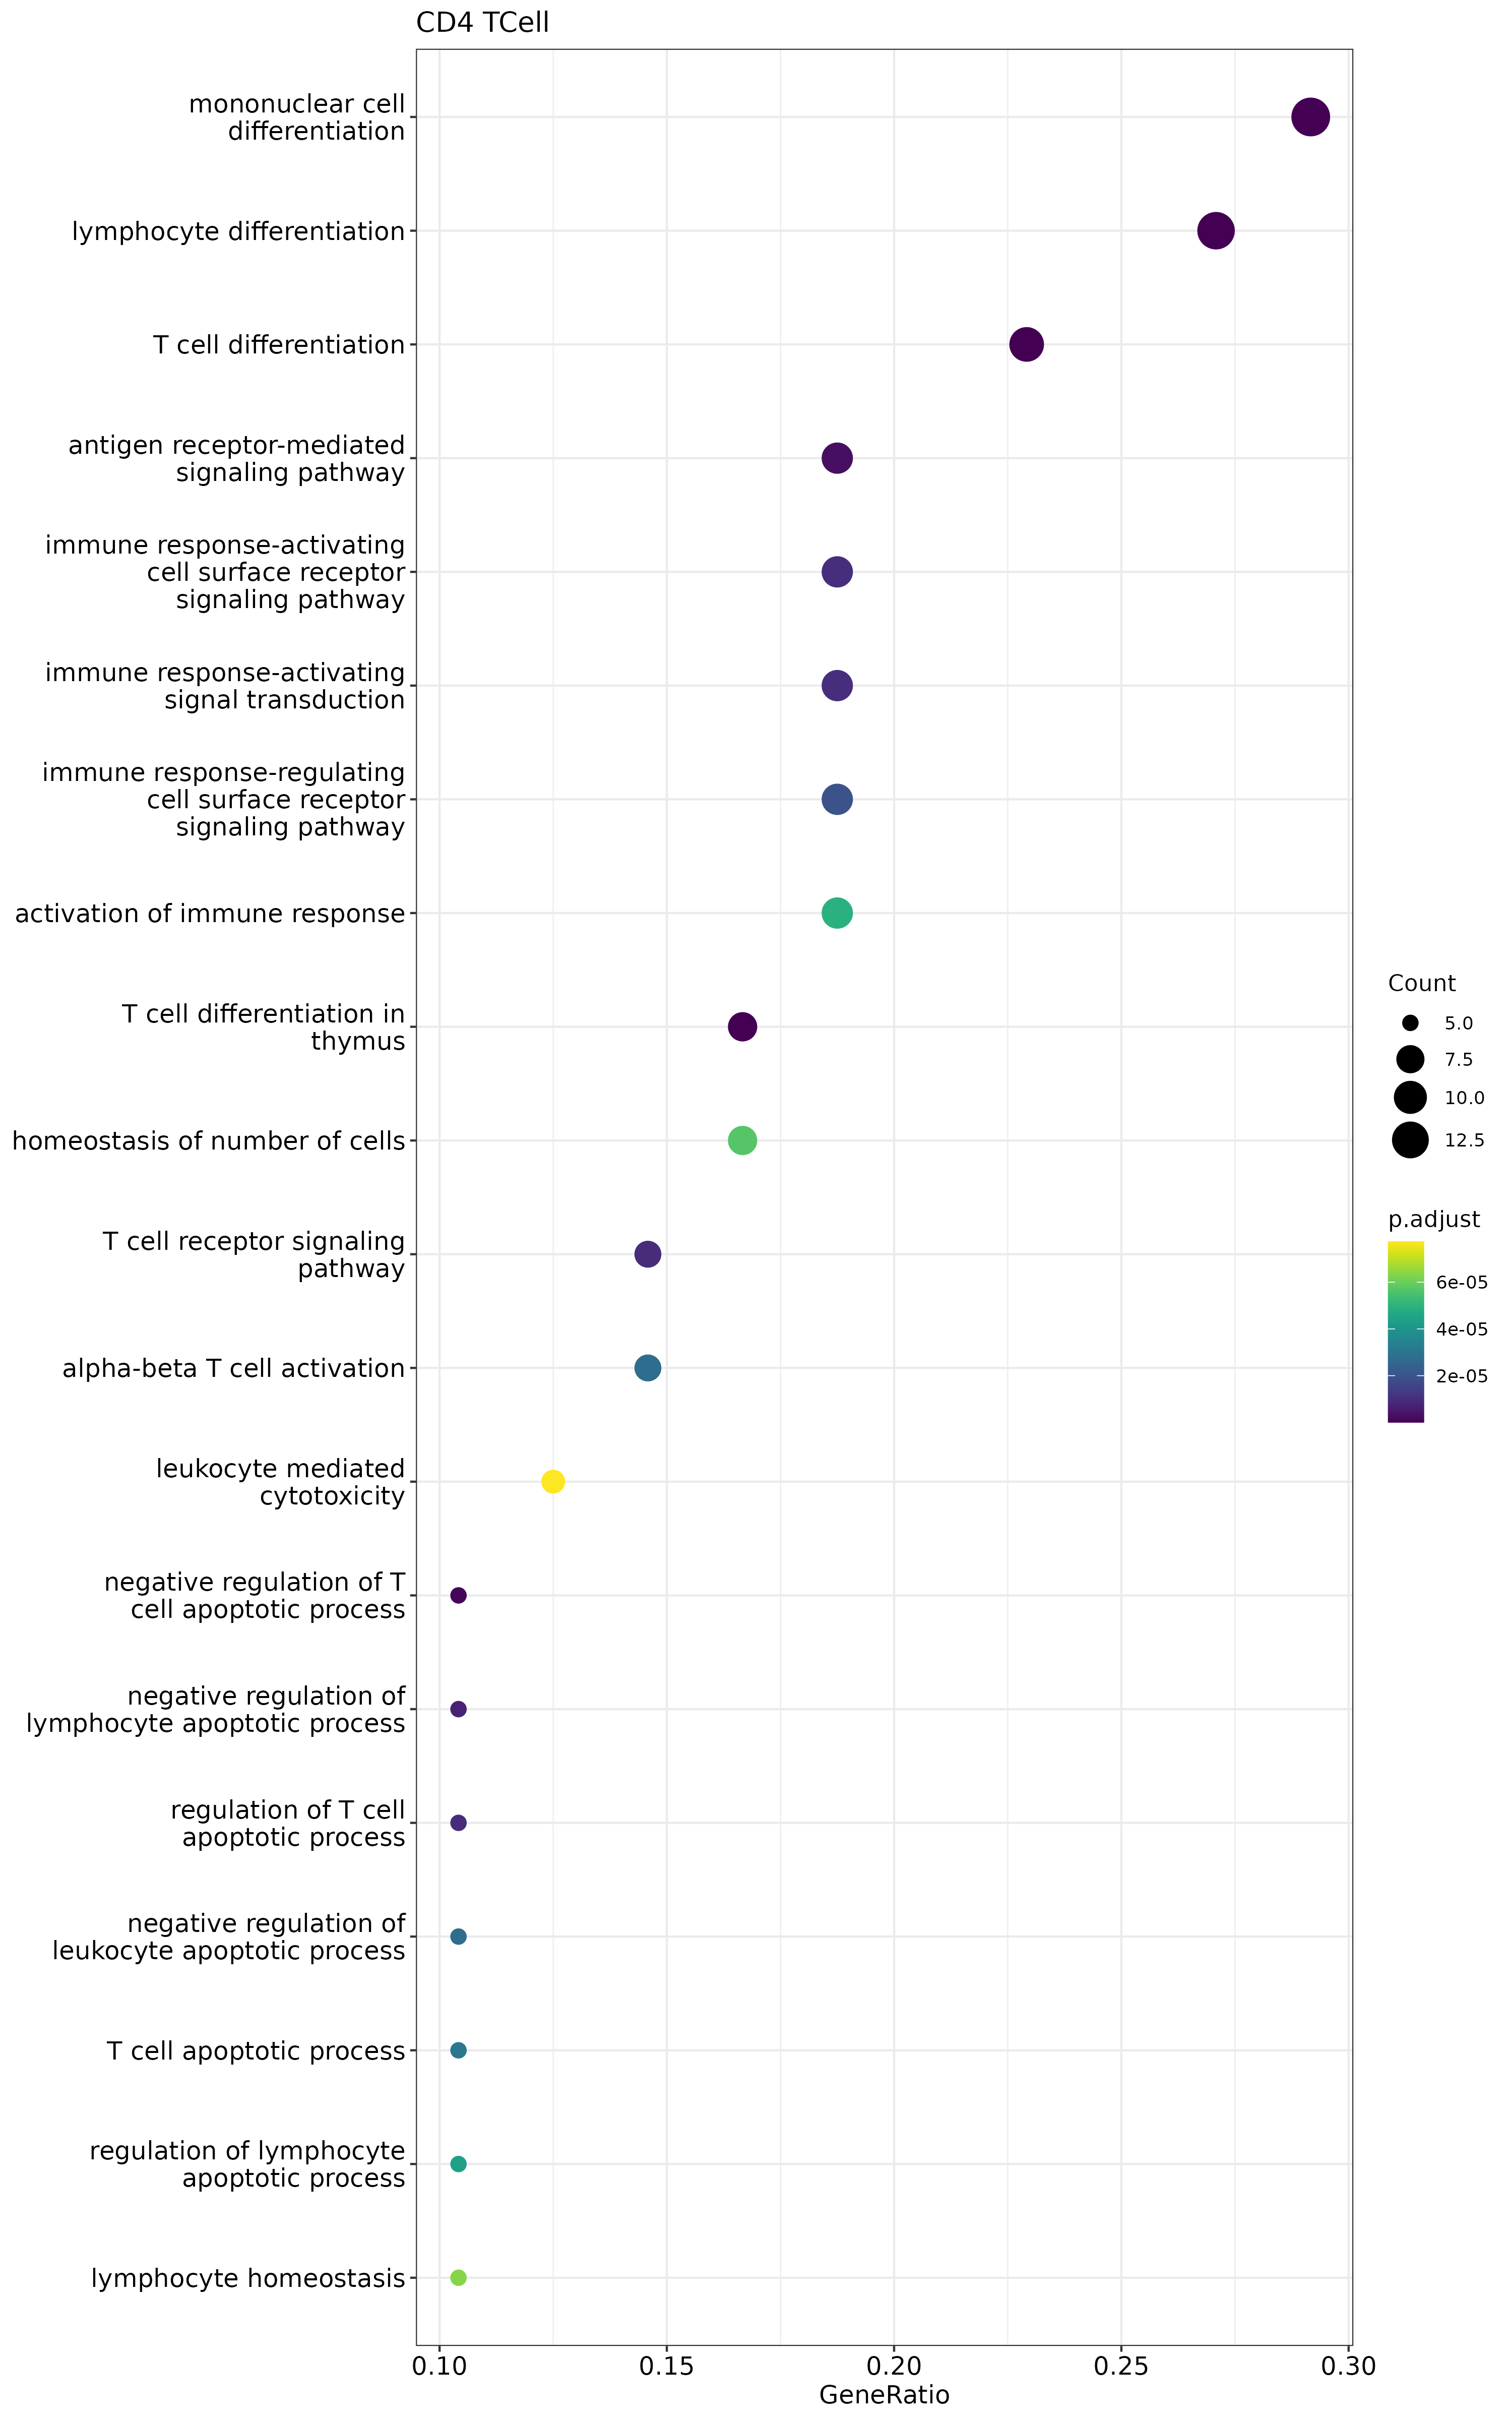 CD4 TCell
mononuclear cell
differentiation
lymphocyte differentiation
T cell differentiation
antigen receptor-mediated
signaling pathway
immune response-activating
cell surface receptor
signaling pathway
immune response-activating
signal transduction
immune response-regulating
cell surface receptor
signaling pathway
activation of immune response
T cell differentiation in
thymus
homeostasis of number of cells
T cell receptor signaling
pathway
alpha-beta T cell activation
leukocyte mediated
cytotoxicity
negative regulation of T
cell apoptotic process
negative regulation of
lymphocyte apoptotic process
regulation of T cell
apoptotic process
negative regulation of
leukocyte apoptotic process
T cell apoptotic process
regulation of lymphocyte
apoptotic process
lymphocyte homeostasis
0.10 0.15 0.20 0.25 0.30
GeneRatio
Count
5.0
7.5
10.0
12.5
p.adjust
6e-05
4e-05
2e-05